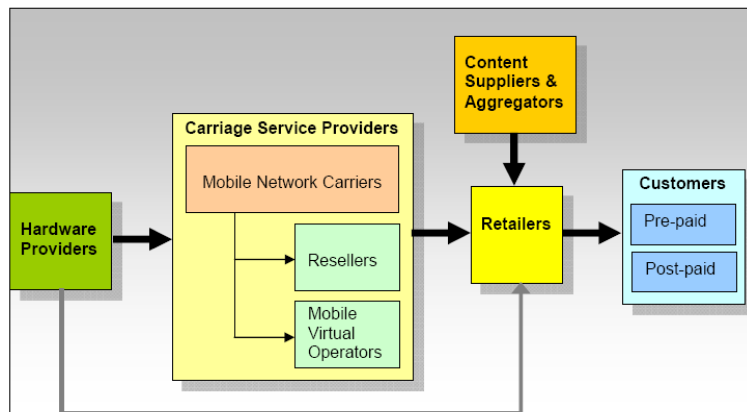 Content
Suppliers &
Aggregators
Carriage Service Providers
Mobile Network Carriers
Customers
Hardware
Providers
Retailers
Pre-paid
Resellers
Post-paid
Mobile
Virtual
Operators